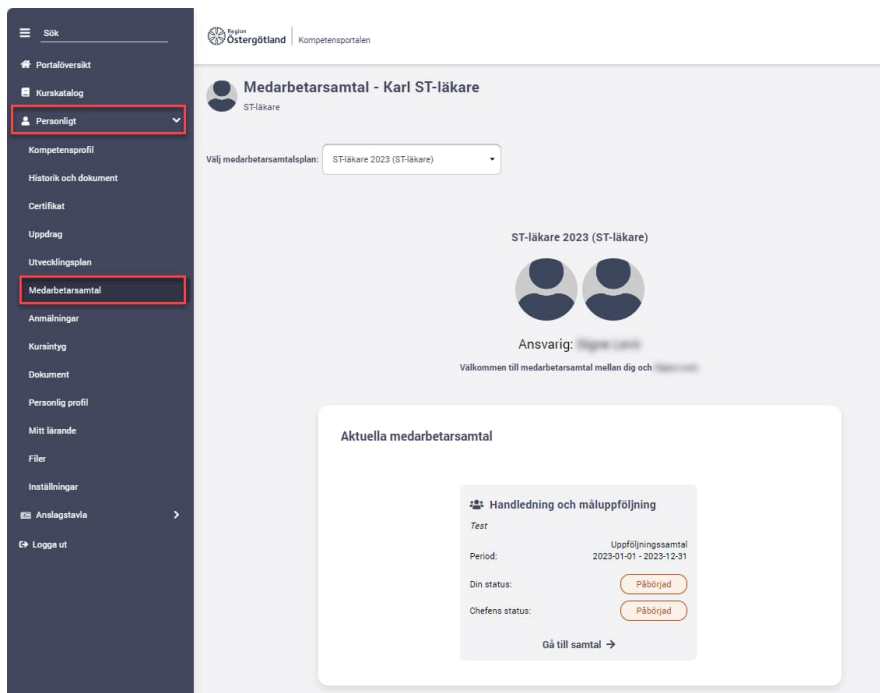 Sök
Portalöversikt
Kurskatalog
Personligt
Kompetensprofil
Historik och dokument
Certifikat
Uppdrag
Utvecklingsplan
Medarbetarsamtal
Anmälningar
Kursintyg
Dokument
Personlig profil
Mitt lärande
Filer
Inställningar
Anslagstavla
Logga ut
Region
Östergötland
Kompetensportalen
Medarbetarsamtal - Karl ST-läkare
ST-läkare
Välj medarbetarsamtalsplan: ST-läkare 2023 (ST-läkare)
ST-läkare 2023 (ST-läkare)
Ansvarig:
Välkommen till medarbetarsamtal mellan dig och
Aktuella medarbetarsamtal
Handledning och måluppföljning
Test
Uppföljningssamtal
Period: 2023-01-01 - 2023-12-31
Din status: Påbörjad
Chefens status: Påbörjad
Gå till samtal →